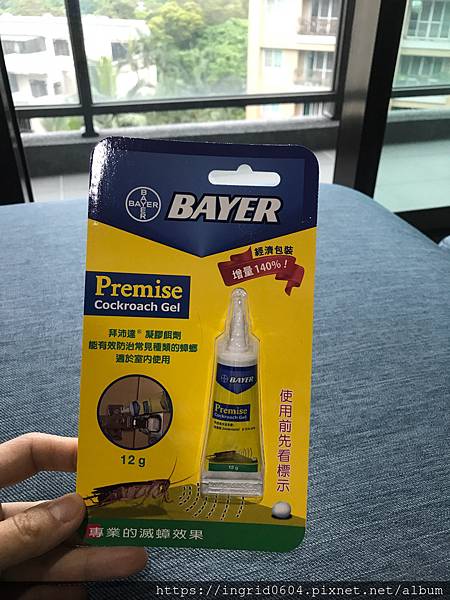 BAYER
BAYER
BAYER
經濟包裝
增量140%!
Premise
Cockroach Gel
拜沛達® 凝膠餌劑
能有效防治常見種類的蟑螂
適於室內使用
BAYER
Premise
Cockroach Gel
12 g
12 g
使用前先看標示
專業的滅蟑效果
https://ingrid0604.pixnet.net/album